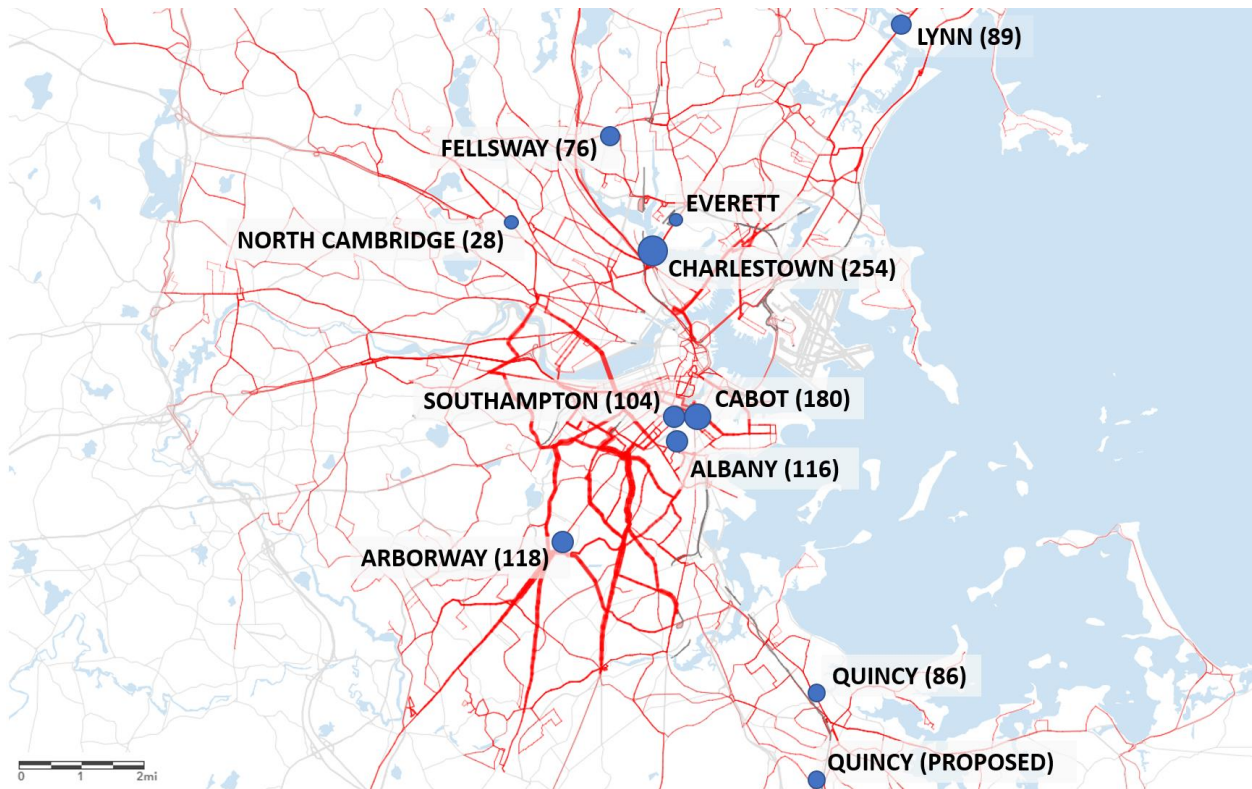 LYNN (89)
FELLSWAY (76)
EVERETT
NORTH CAMBRIDGE (28)
CHARLESTOWN (254)
SOUTHAMPTON (104)
CABOT (180)
ALBANY (116)
ARBORWAY (118)
QUINCY (86)
QUINCY (PROPOSED)
0 1 2mi